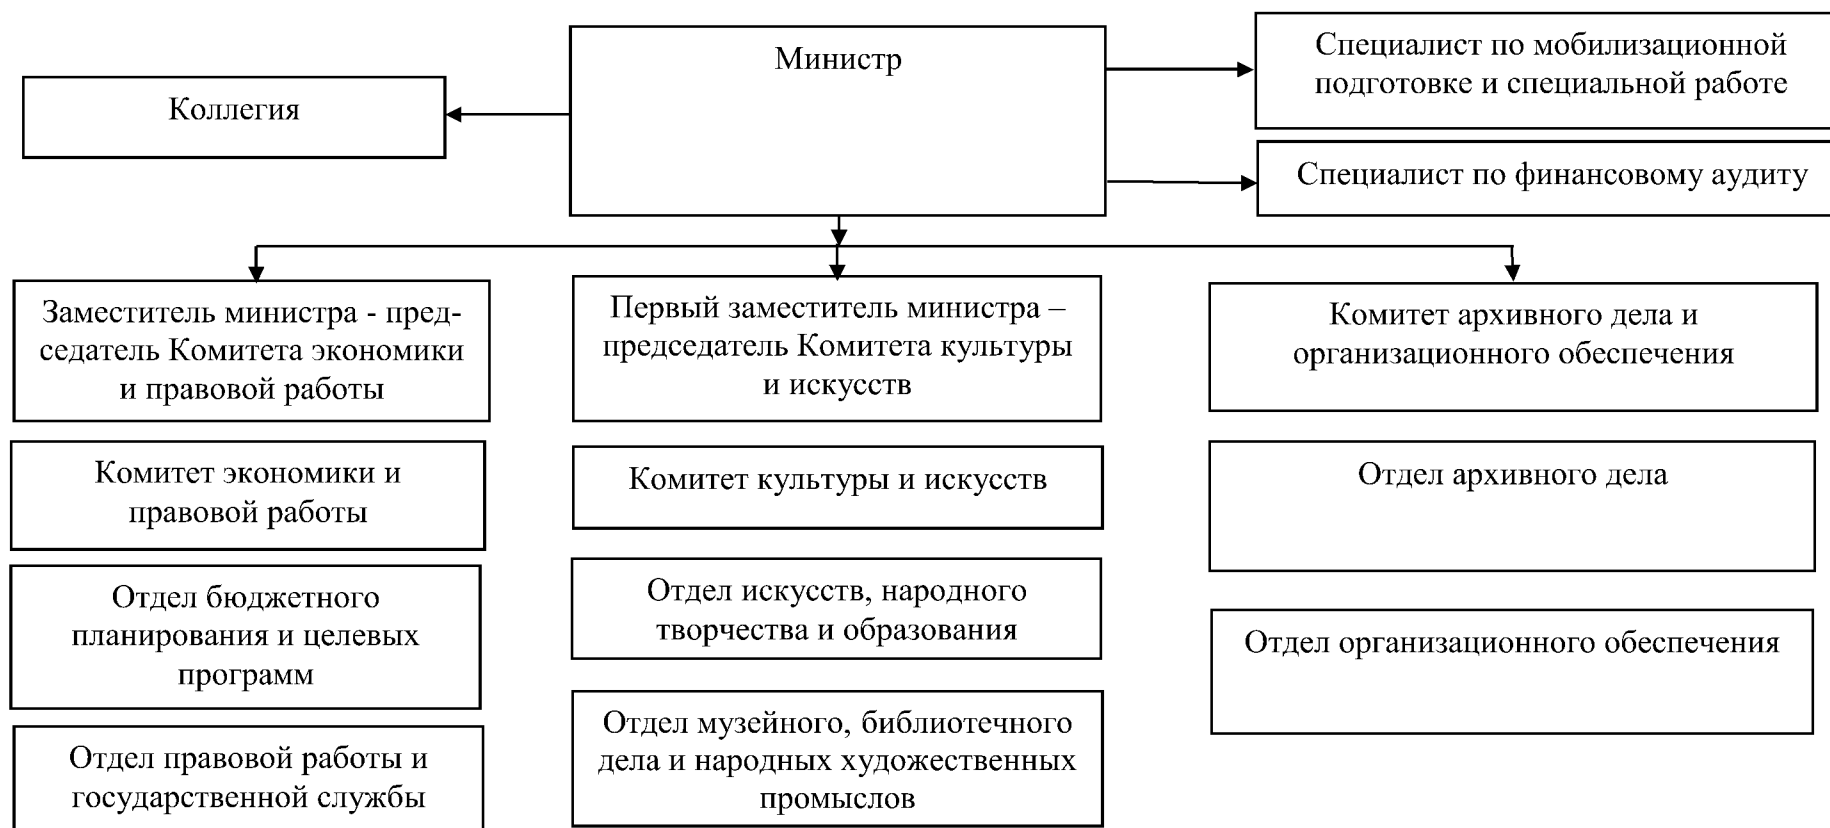 Министр
Коллегия
Специалист по мобилизационной
подготовке и специальной работе
Специалист по финансовому аудиту
Заместитель министра - пред-
седатель Комитета экономики
и правовой работы
Первый заместитель министра –
председатель Комитета культуры
и искусств
Комитет архивного дела и
организационного обеспечения
Комитет экономики и
правовой работы
Комитет культуры и искусств
Отдел архивного дела
Отдел бюджетного
планирования и целевых
программ
Отдел искусств, народного
творчества и образования
Отдел организационного обеспечения
Отдел правовой работы и
государственной службы
Отдел музейного, библиотечного
дела и народных художественных
промыслов